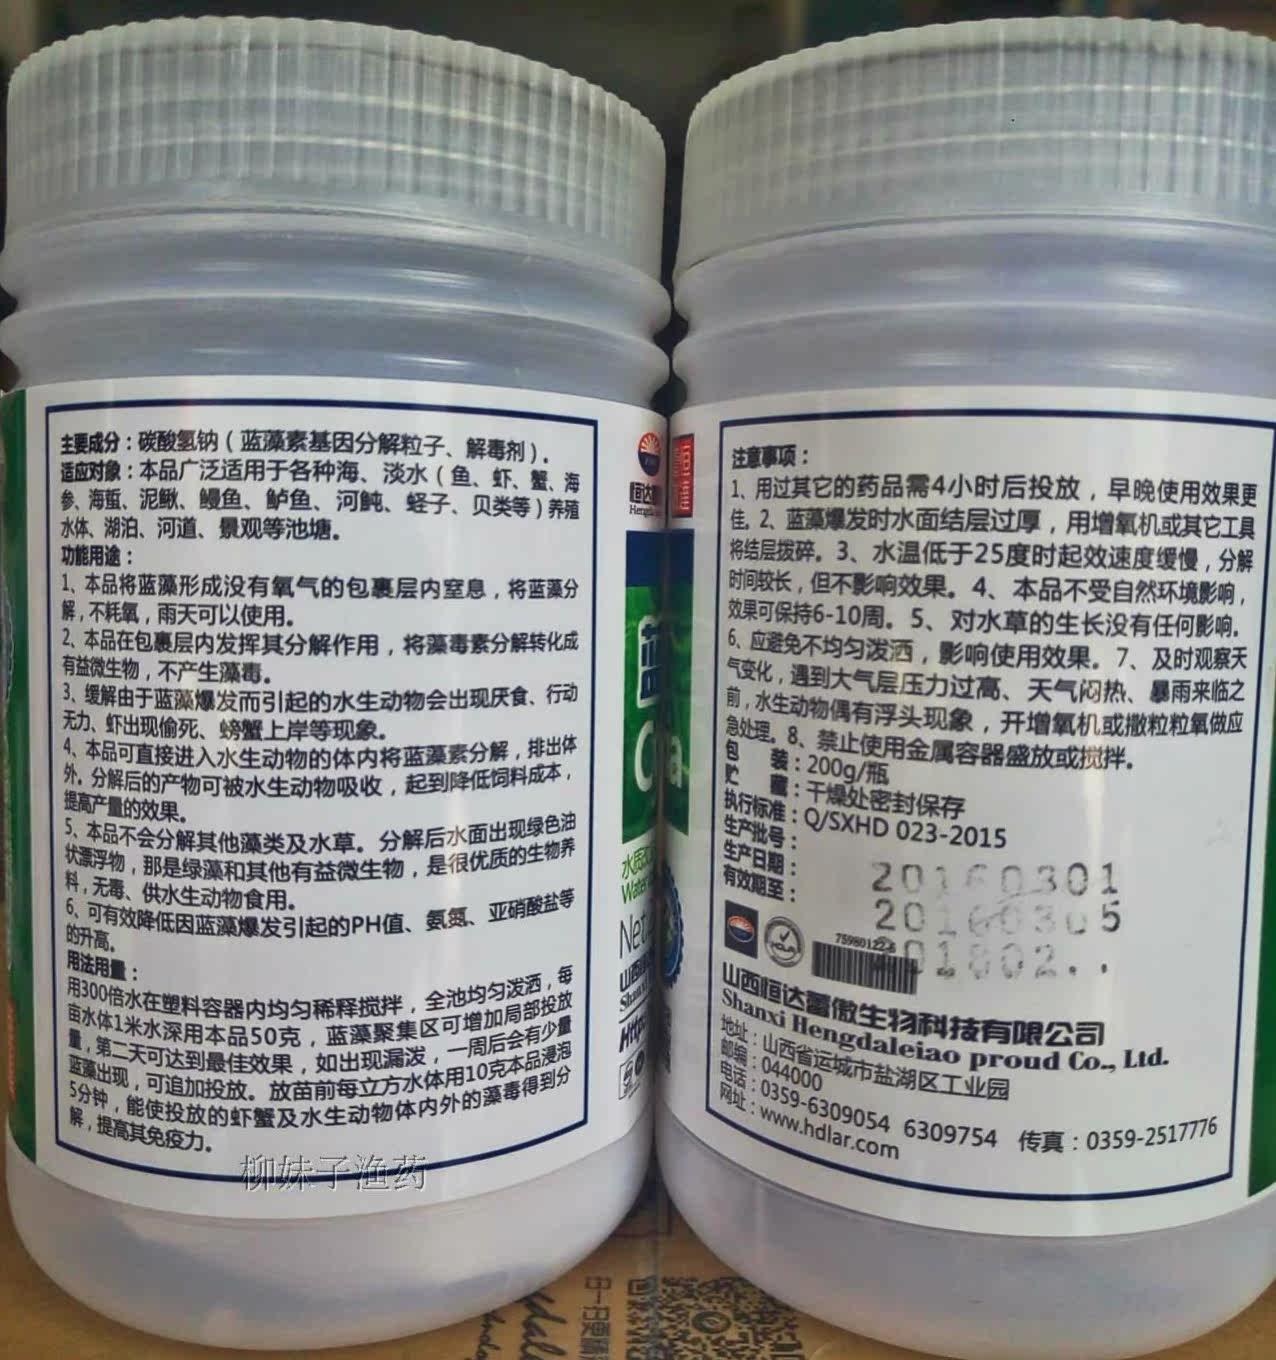 主要成分：碳酸氢钠（蓝藻素基因分解粒子、解毒剂）。
适应对象：本品广泛适用于各种海、淡水（鱼、虾、蟹、海
参、海蜇、泥鳅、鳗鱼、鲈鱼、河鲀、蛏子、贝类等）养殖
水体、湖泊、河道、景观等池塘。
功能用途：
1、本品将蓝藻形成没有氧气的包裹层内窒息，将蓝藻分
解，不耗氧，雨天可以使用。
2、本品在包裹层内发挥其分解作用，将藻毒素分解转化成
有益微生物，不产生藻毒。
3、缓解由于蓝藻爆发而引起的水生动物会出现厌食、行动
无力、虾出现偷死、螃蟹上岸等现象。
4、本品可直接进入水生动物的体内将蓝藻素分解，排出体
外。分解后的产物可被水生动物吸收，起到降低饲料成本，
提高产量的效果。
5、本品不会分解其他藻类及水草。分解后水面出现绿色油
状漂浮物，那是绿藻和其他有益微生物，是很优质的生物养
料，无毒、供水生动物食用。
6、可有效降低因蓝藻爆发引起的PH值、氨氮、亚硝酸盐等
的升高。
用法用量：
用300倍水在塑料容器内均匀稀释搅拌，全池均匀泼洒，每
亩水体1米水深用本品50克，蓝藻聚集区可增加局部投放
量，第二天可达到最佳效果，如出现漏泼，一周后会有少量
蓝藻出现，可追加投放。放苗前每立方水体用10克本品浸泡
5分钟，能使投放的虾蟹及水生动物体内外的藻毒得到分
解，提高其免疫力。
柳妹子渔药
注意事项：
1、用过其它的药品需4小时后投放，早晚使用效果更
佳。2、蓝藻爆发时水面结层过厚，用增氧机或其它工具
将结层拨碎。3、水温低于25度时起效速度缓慢，分解
时间较长，但不影响效果。4、本品不受自然环境影响，
效果可保持6-10周。5、对水草的生长没有任何影响。
6、应避免不均匀泼洒，影响使用效果。7、及时观察天
气变化，遇到大气层压力过高、天气闷热、暴雨来临之
前，水生动物偶有浮头现象，开增氧机或撒粒粒氧做应
急处理。8、禁止使用金属容器盛放或搅拌。
包 装：200g/瓶
贮 藏：干燥处密封保存
执行标准：Q/SXHD 023-2015
生产批号：
生产日期：
有效期至：
20160301
20160305
201802..
75980122-6
山西恒达蕾傲生物科技有限公司
Shanxi Hengdaleiao proud Co., Ltd.
地址：山西省运城市盐湖区工业园
邮编：044000
电话：0359-6309054 6309754 传真：0359-2517776
网址：www.hdlar.com